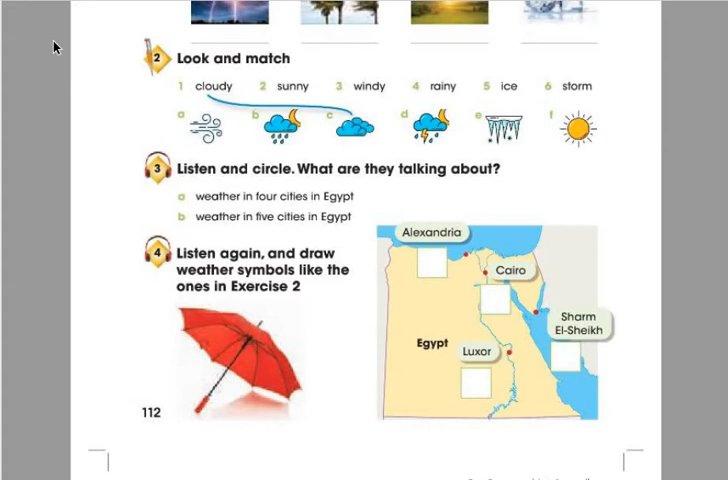 2 Look and match
1 cloudy 2 sunny 3 windy 4 rainy 5 ice 6 storm
a b c d e f
3 Listen and circle. What are they talking about?
a weather in four cities in Egypt
b weather in five cities in Egypt
4 Listen again, and draw
weather symbols like the
ones in Exercise 2
Alexandria
Cairo
Sharm
El-Sheikh
Egypt
Luxor
112